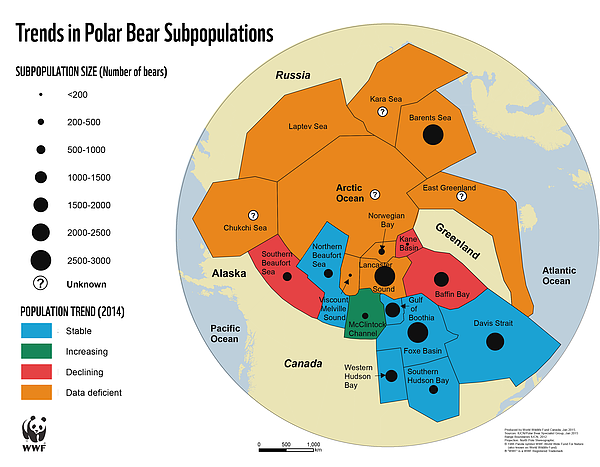 Trends in Polar Bear Subpopulations
SUBPOPULATION SIZE (Number of bears)
<200
200-500
500-1000
1000-1500
1500-2000
2000-2500
2500-3000
? Unknown
POPULATION TREND (2014)
Stable
Increasing
Declining
Data deficient
WWF
Russia
Kara Sea
?
Barents Sea
Laptev Sea
Arctic
Ocean
?
East Greenland
?
Chukchi Sea
?
Norwegian
Bay
Kane
Basin
Greenland
Northern
Beaufort
Sea
Southern
Beaufort
Sea
Lancaster
Sound
Alaska
Atlantic
Ocean
Baffin Bay
Viscount
Melville
Sound
Gulf
of
Boothia
McClintock
Channel
Davis Strait
Pacific
Ocean
Foxe Basin
Canada
Western
Hudson
Bay
Southern
Hudson Bay
0 500 1,000
km